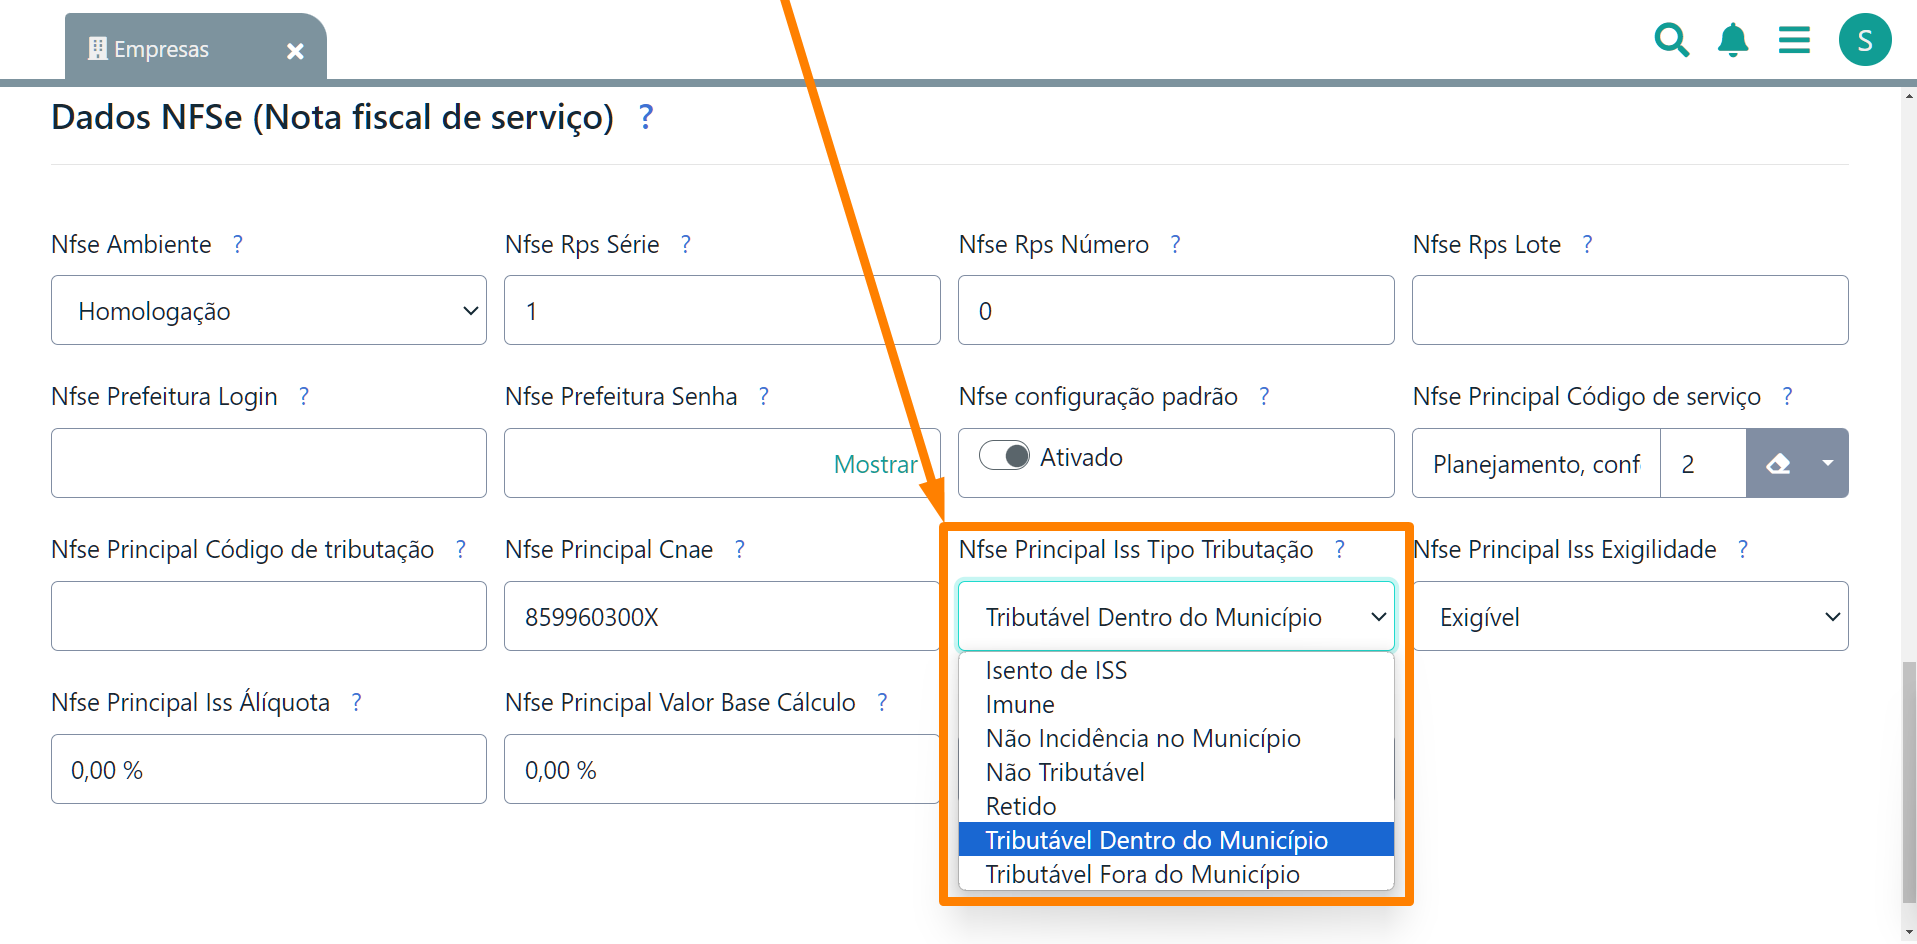 Empresas
S
Dados NFSe (Nota fiscal de serviço) ?
Nfse Ambiente ?
Nfse Rps Série ?
Nfse Rps Número ?
Nfse Rps Lote ?
Homologação
1
0
Nfse Prefeitura Login ?
Nfse Prefeitura Senha ?
Nfse configuração padrão ?
Nfse Principal Código de serviço ?
Mostrar
Ativado
Planejamento, conf
2
Nfse Principal Código de tributação ?
Nfse Principal Cnae ?
Nfse Principal Iss Tipo Tributação ?
Nfse Principal Iss Exigilidade ?
859960300X
Tributável Dentro do Município
Exigível
Nfse Principal Iss Álíquota ?
Nfse Principal Valor Base Cálculo ?
0,00 %
0,00 %
Isento de ISS
Imune
Não Incidência no Município
Não Tributável
Retido
Tributável Dentro do Município
Tributável Fora do Município